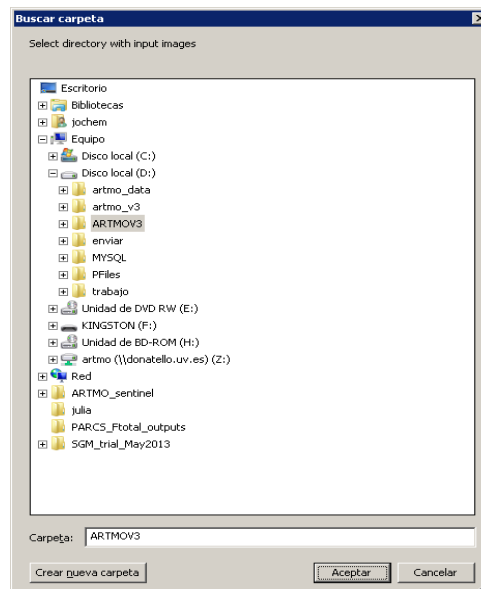 Buscar carpeta
Select directory with input images
Escritorio
Bibliotecas
jochem
Equipo
Disco local (C:)
Disco local (D:)
artmo_data
artmo_v3
ARTMOV3
enviar
MYSQL
PFiles
trabajo
Unidad de DVD RW (E:)
KINGSTON (F:)
Unidad de BD-ROM (H:)
artmo (\\donatello.uv.es) (Z:)
Red
ARTMO_sentinel
julia
PARCS_Ftotal_outputs
SGM_trial_May2013
Carpeta: ARTMOV3
Crear nueva carpeta Aceptar Cancelar